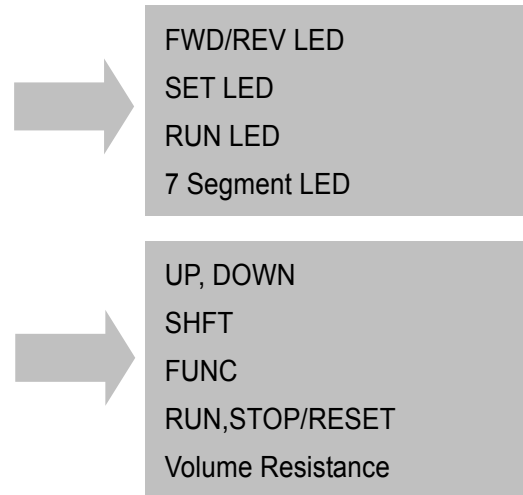 FWD/REV LED
SET LED
RUN LED
7 Segment LED
UP, DOWN
SHFT
FUNC
RUN,STOP/RESET
Volume Resistance